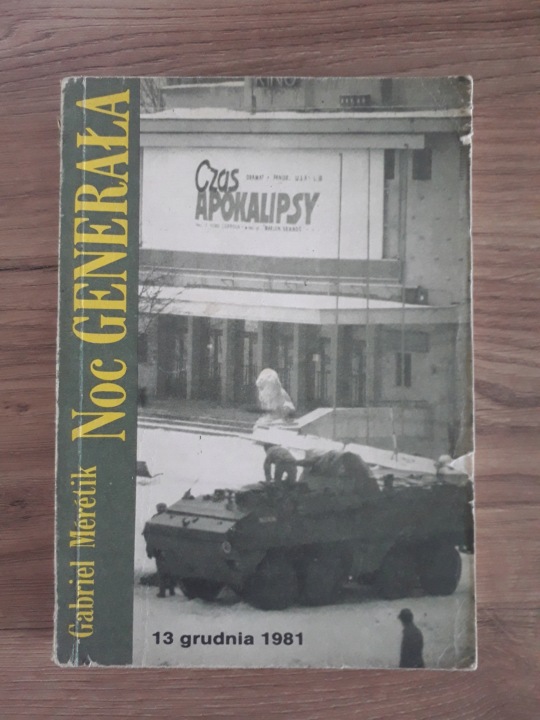 Gabriel Mérétik Noc GENERAŁA
KINO
Czas
APOKALIPSY
13 grudnia 1981